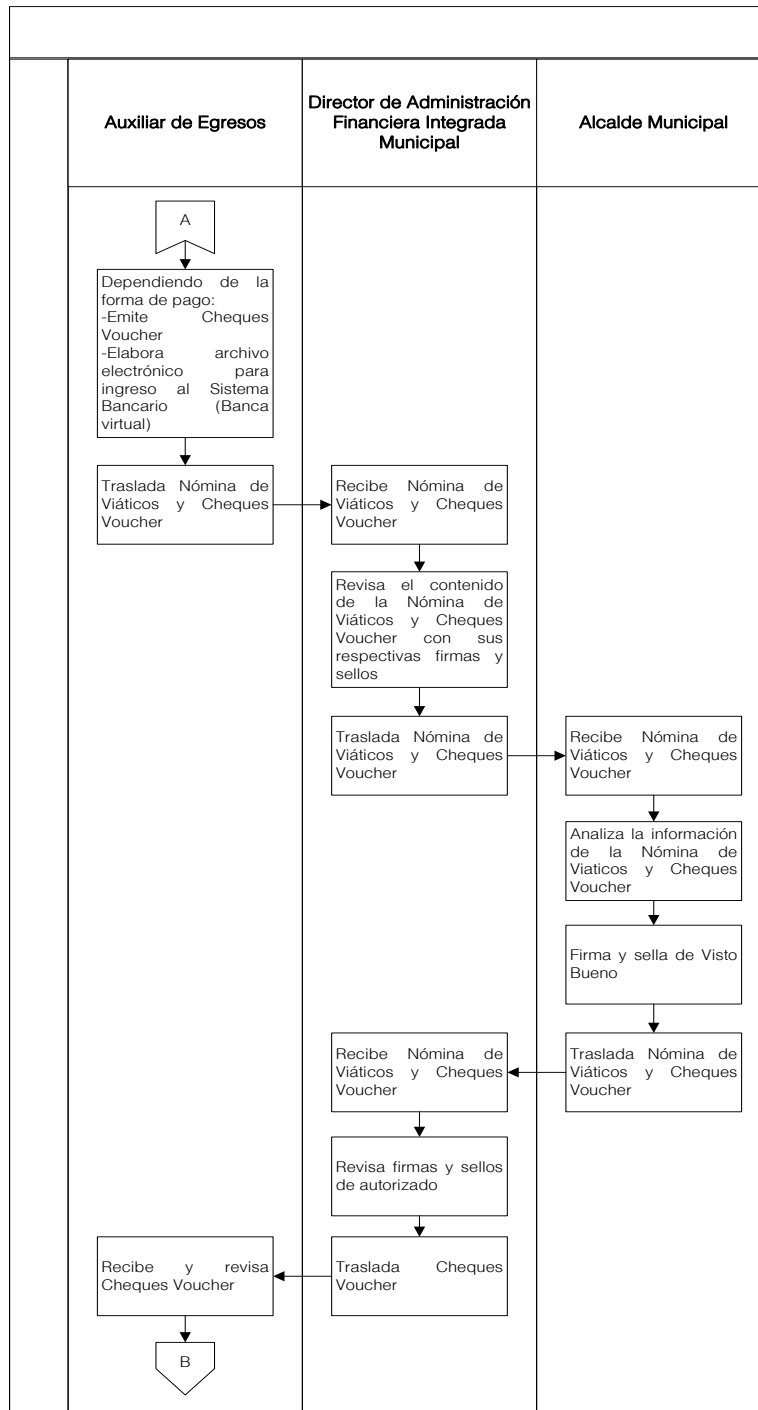 Auxiliar de Egresos
Director de Administración
Financiera Integrada
Municipal
Alcalde Municipal
A
Dependiendo de la
forma de pago:
-Emite Cheques
Voucher
-Elabora archivo
electrónico para
ingreso al Sistema
Bancario (Banca
virtual)
Traslada Nómina de
Viáticos y Cheques
Voucher
Recibe Nómina de
Viáticos y Cheques
Voucher
Revisa el contenido
de la Nómina de
Viáticos y Cheques
Voucher con sus
respectivas firmas y
sellos
Traslada Nómina de
Viáticos y Cheques
Voucher
Recibe Nómina de
Viáticos y Cheques
Voucher
Analiza la información
de la Nómina de
Viaticos y Cheques
Voucher
Firma y sella de Visto
Bueno
Traslada Nómina de
Viáticos y Cheques
Voucher
Recibe Nómina de
Viáticos y Cheques
Voucher
Revisa firmas y sellos
de autorizado
Traslada Cheques
Voucher
Recibe y revisa
Cheques Voucher
B